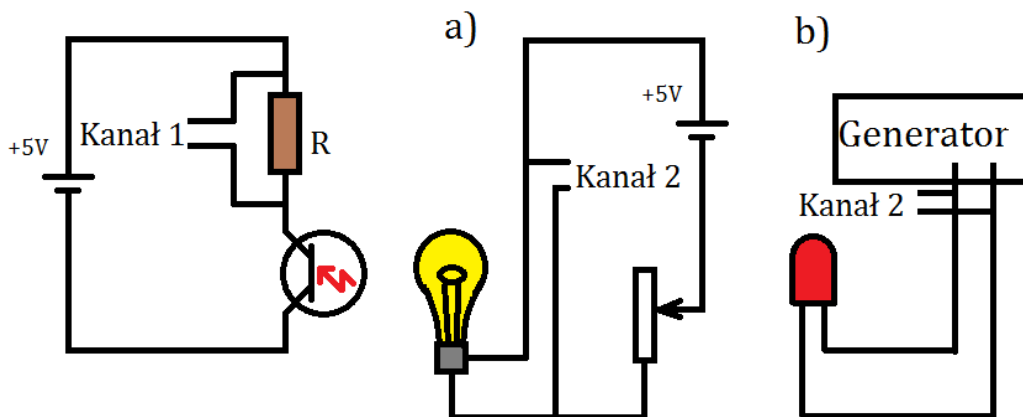 a)
b)
+5V
Kanał 1
R
+5V
Kanał 2
Generator
Kanał 2